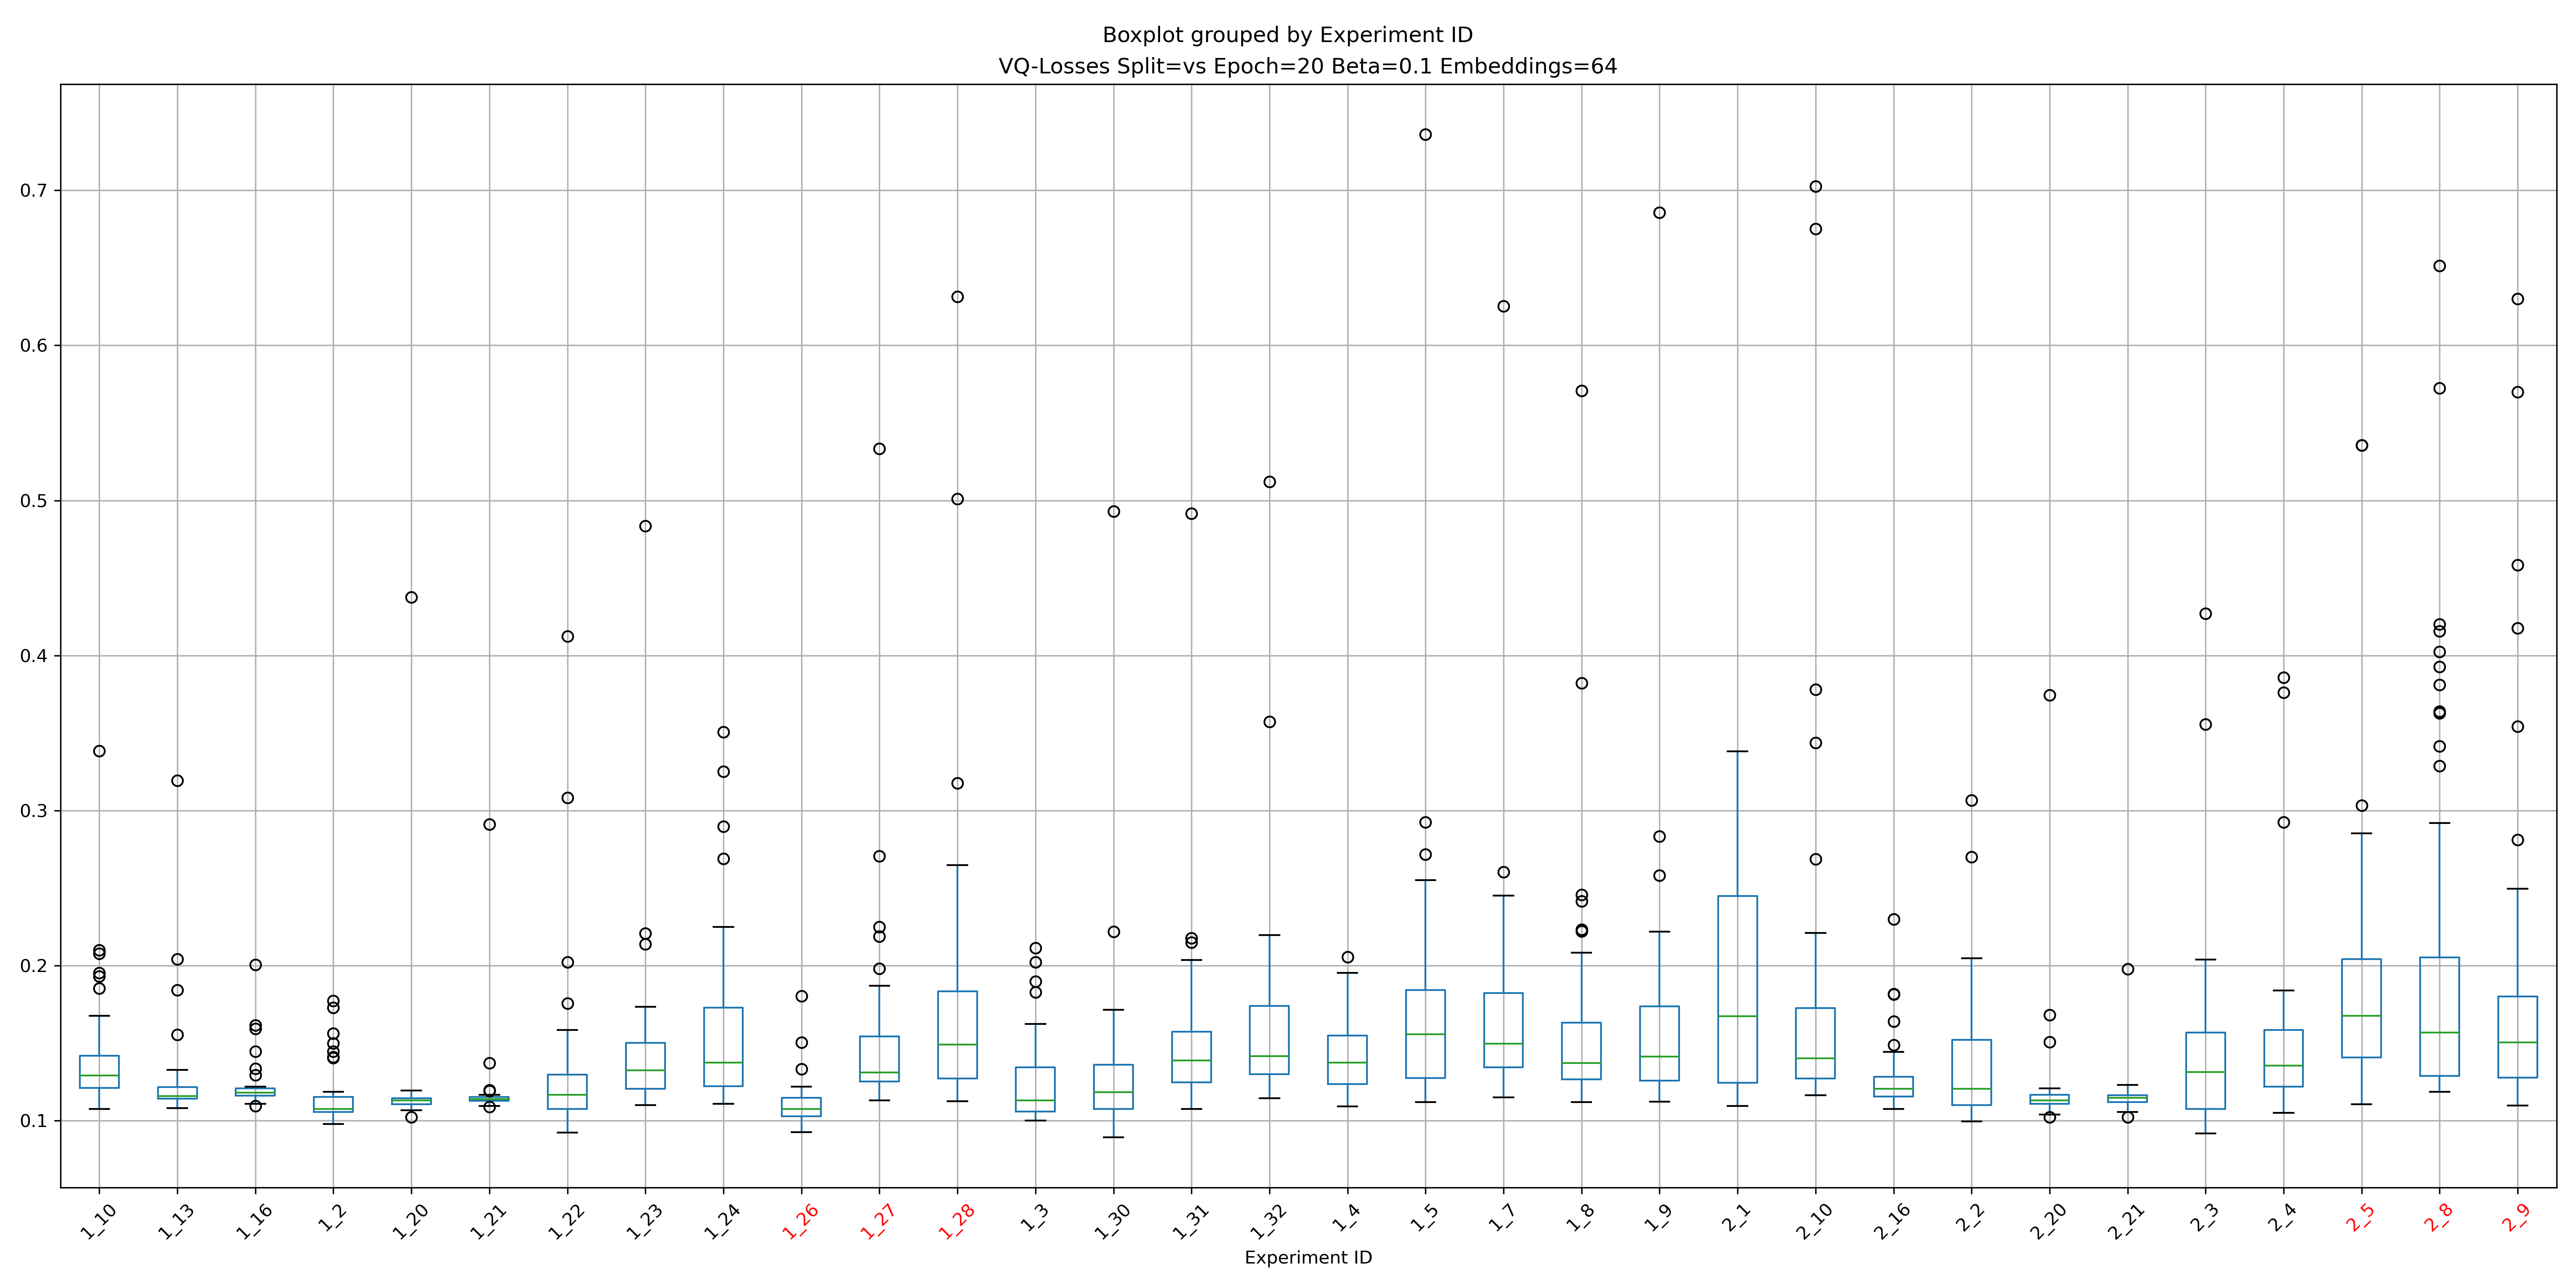 Boxplot grouped by Experiment ID
VQ-Losses Split=vs Epoch=20 Beta=0.1 Embeddings=64
0.7
0.6
0.5
0.4
0.3
0.2
0.1
1_10 1_13 1_16 1_2 1_20 1_21 1_22 1_23 1_24 1_26 1_27 1_28 1_3 1_30 1_31 1_32 1_4 1_5 1_7 1_8 1_9 2_1 2_10 2_16 2_2 2_20 2_21 2_3 2_4 2_5 2_8 2_9
Experiment ID